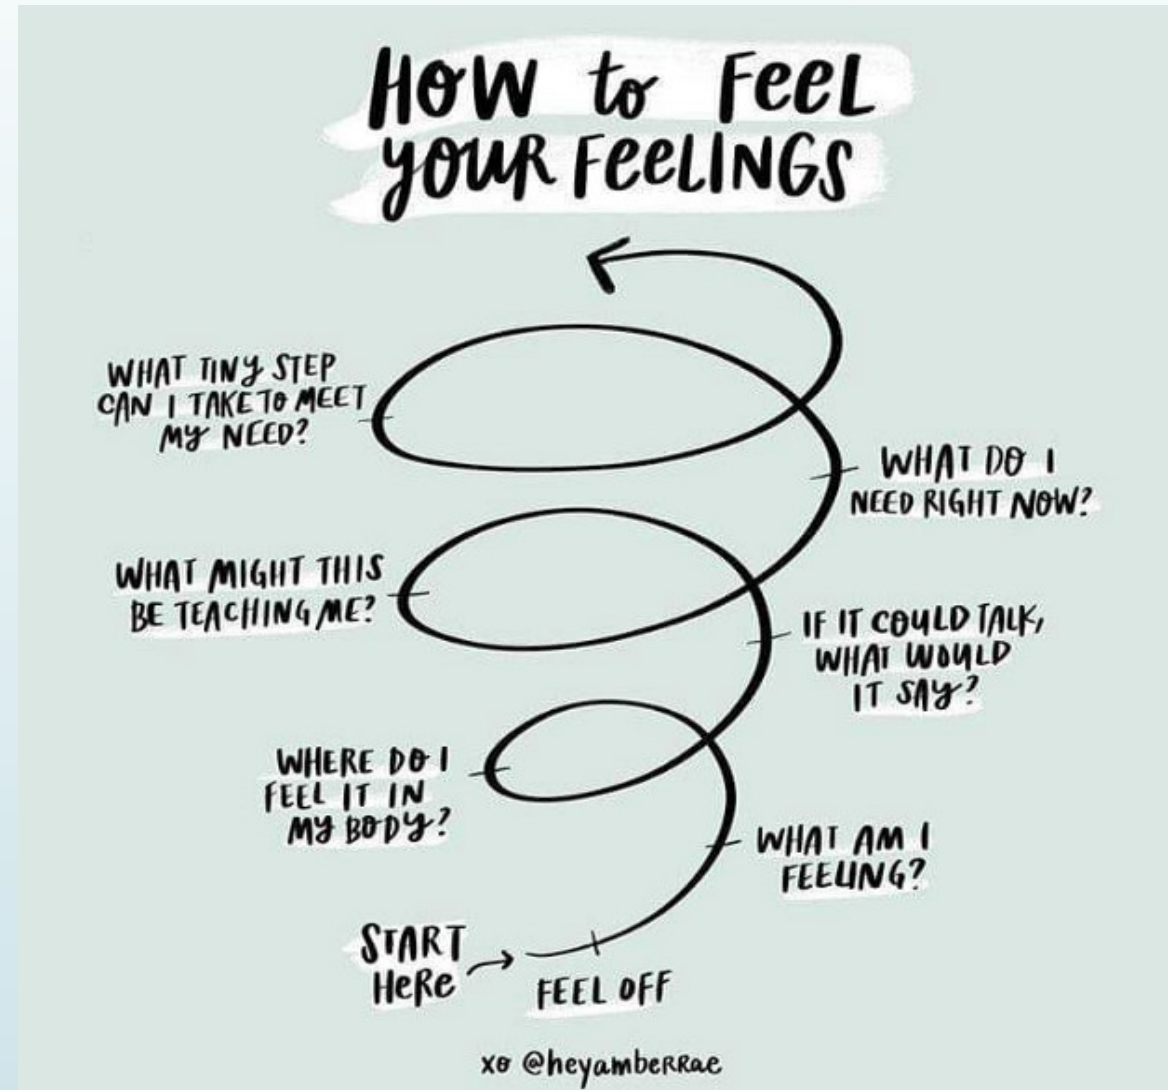 HOW to FEEL
YOUR FEELINGS
WHAT TINY STEP
CAN I TAKE TO MEET
MY NEED?
WHAT DO I
NEED RIGHT NOW?
WHAT MIGHT THIS
BE TEACHING ME?
IF IT COULD TALK,
WHAT WOULD
IT SAY?
WHERE DO I
FEEL IT IN
MY BODY?
WHAT AM I
FEELING?
START
HERE
FEEL OFF
xo @heyamberrae